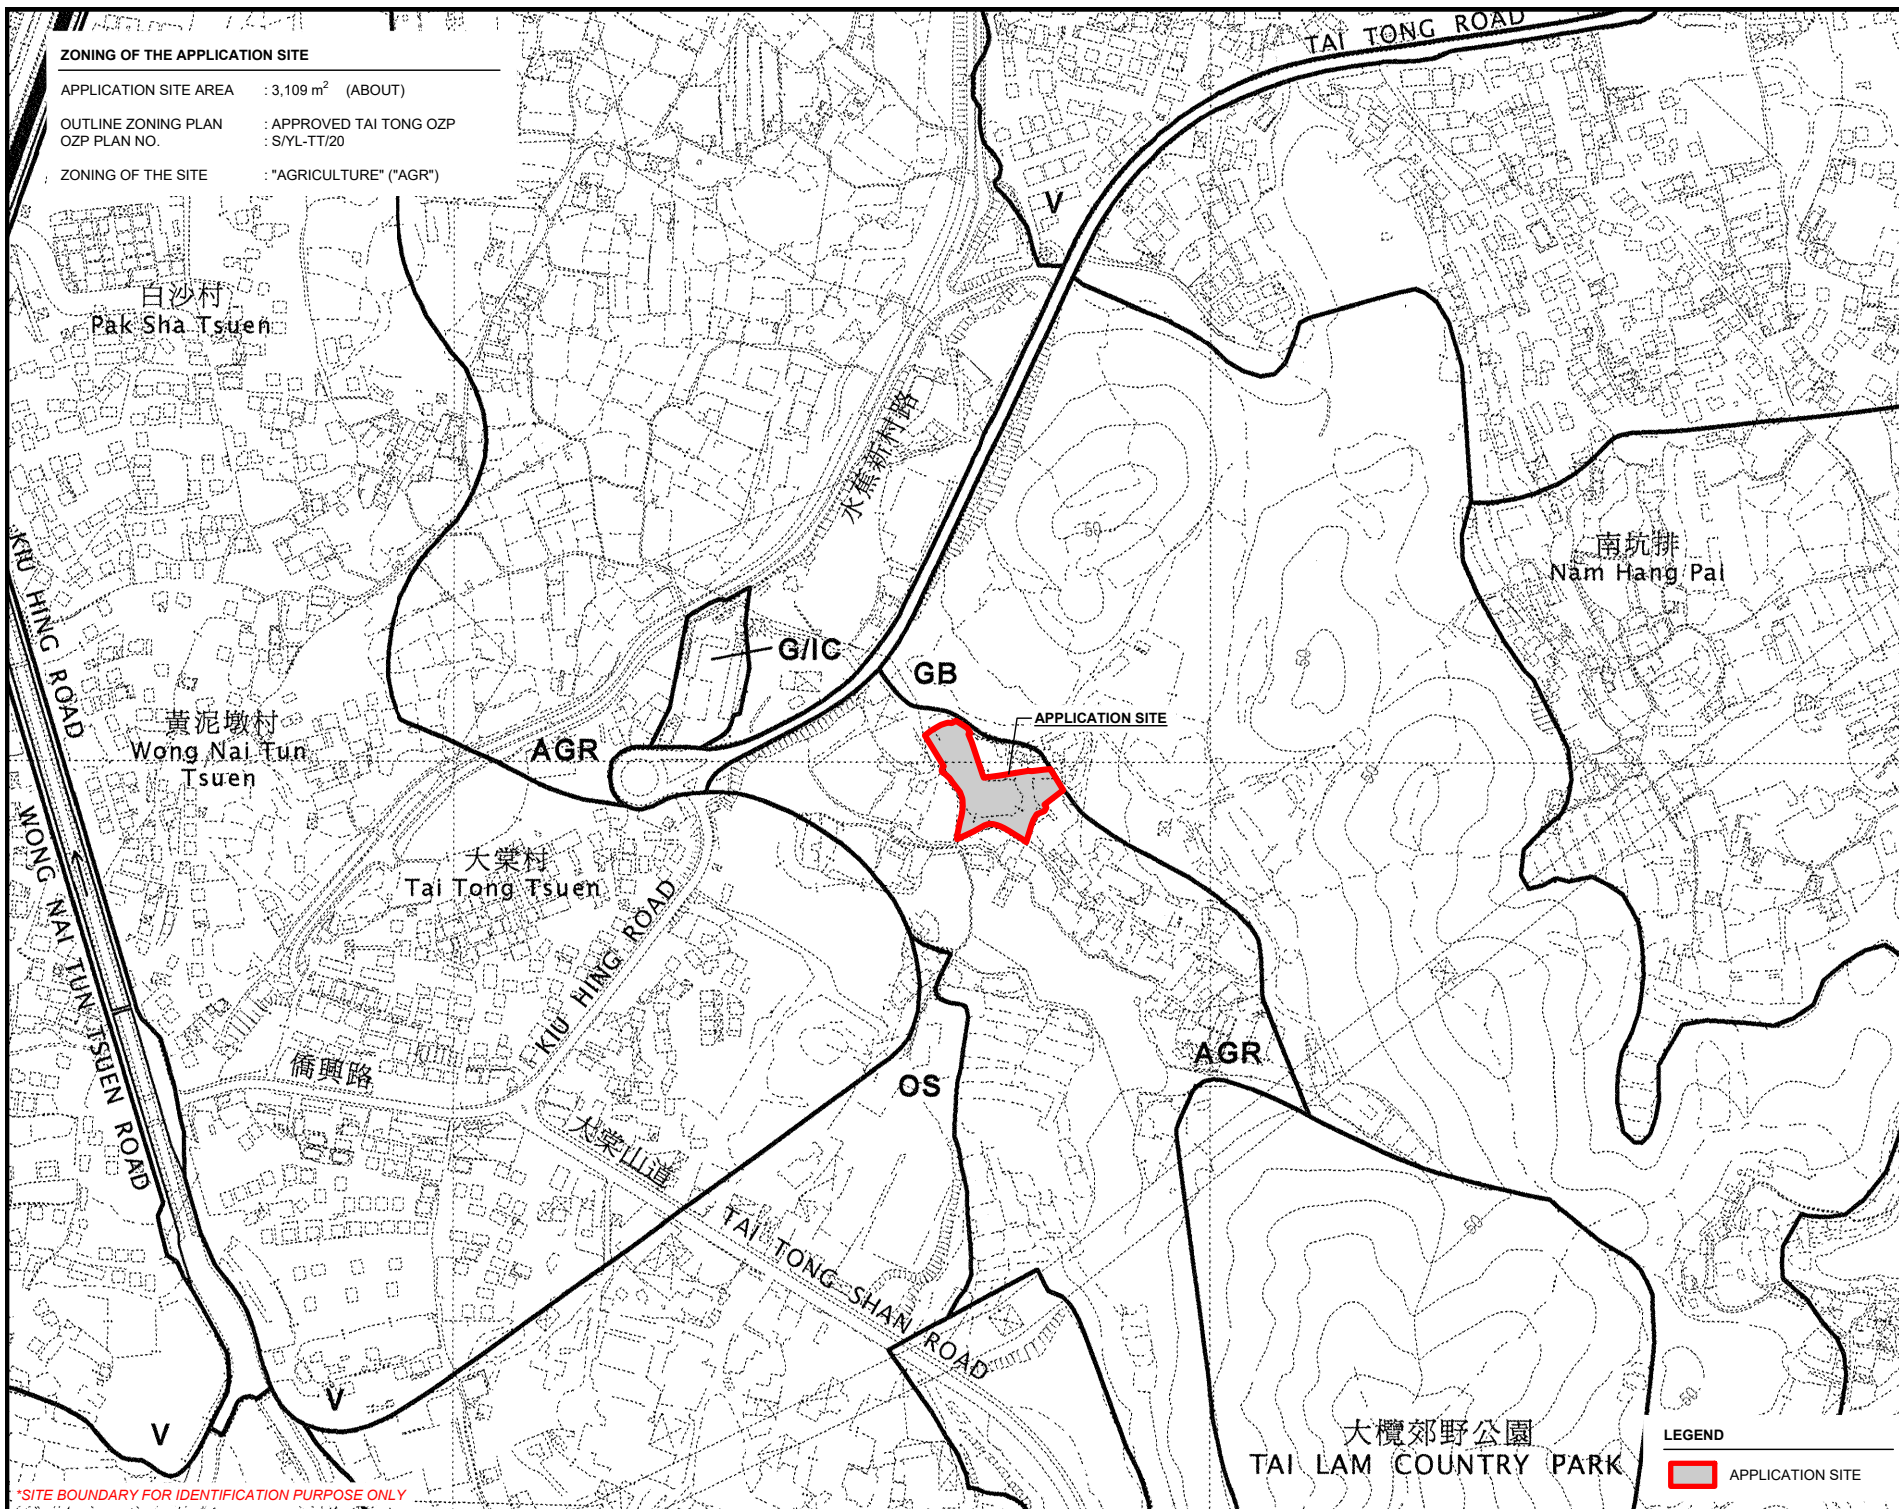 ZONING OF THE APPLICATION SITE
APPLICATION SITE AREA : 3,109 m² (ABOUT)
OUTLINE ZONING PLAN : APPROVED TAI TONG OZP
OZP PLAN NO. : S/YL-TT/20
ZONING OF THE SITE : "AGRICULTURE" ("AGR")
TAI TONG ROAD
V
白沙村
Pak Sha Tsuen
水蕉新村路
50
南坑排
Nam Hang Pai
KIU HING ROAD
G/IC
GB
50
黃泥墩村
Wong Nai Tun
Tsuen
AGR
APPLICATION SITE
50
大棠村
Tai Tong Tsuen
WONG NAI TUN TSUEN ROAD
KIU HING ROAD
僑興路
OS
AGR
大棠山道
TAI TONG SHAN ROAD
50
50
V
V
大欖郊野公園
TAI LAM COUNTRY PARK
LEGEND
APPLICATION SITE
*SITE BOUNDARY FOR IDENTIFICATION PURPOSE ONLY